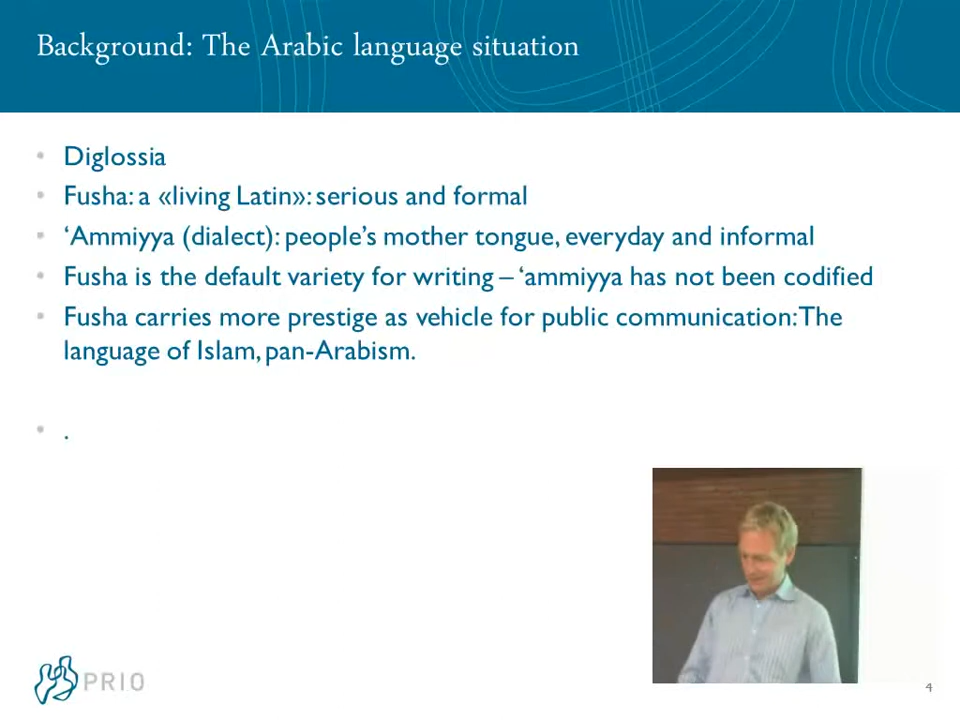 Background: The Arabic language situation
• Diglossia
• Fusha: a «living Latin»: serious and formal
• ‘Ammiyya (dialect): people’s mother tongue, everyday and informal
• Fusha is the default variety for writing – ‘ammiyya has not been codified
• Fusha carries more prestige as vehicle for public communication: The
language of Islam, pan-Arabism.
• .
PRIO
4